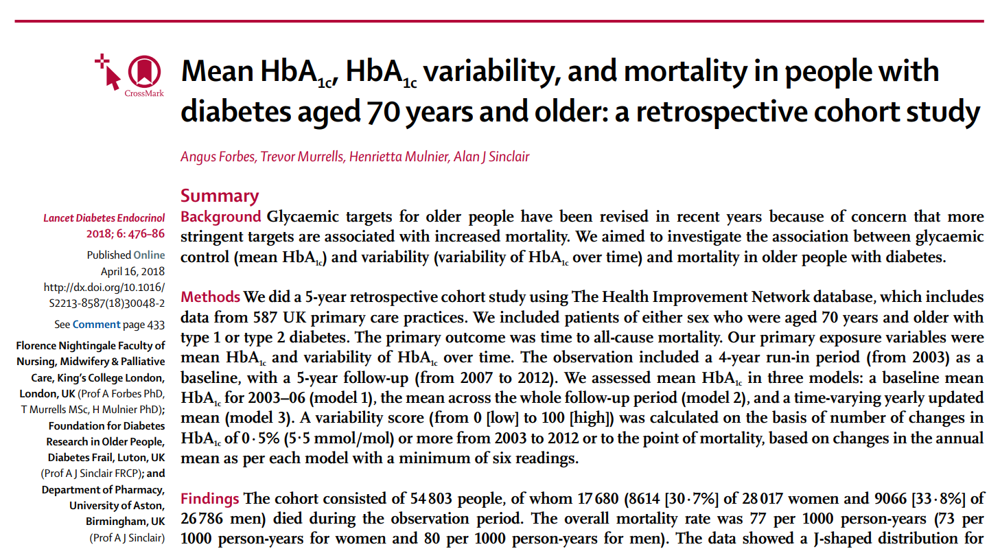 CrossMark
Mean HbA1c, HbA1c variability, and mortality in people with
diabetes aged 70 years and older: a retrospective cohort study
Angus Forbes, Trevor Murrells, Henrietta Mulnier, Alan J Sinclair
Lancet Diabetes Endocrinol
2018; 6: 476–86
Published Online
April 16, 2018
http://dx.doi.org/10.1016/
S2213-8587(18)30048-2
See Comment page 433
Florence Nightingale Faculty of
Nursing, Midwifery & Palliative
Care, King's College London,
London, UK (Prof A Forbes PhD,
T Murrells MSc, H Mulnier PhD);
Foundation for Diabetes
Research in Older People,
Diabetes Frail, Luton, UK
(Prof A J Sinclair FRCP); and
Department of Pharmacy,
University of Aston,
Birmingham, UK
(Prof A J Sinclair)
Summary
Background Glycaemic targets for older people have been revised in recent years because of concern that more
stringent targets are associated with increased mortality. We aimed to investigate the association between glycaemic
control (mean HbA1c) and variability (variability of HbA1c over time) and mortality in older people with diabetes.
Methods We did a 5-year retrospective cohort study using The Health Improvement Network database, which includes
data from 587 UK primary care practices. We included patients of either sex who were aged 70 years and older with
type 1 or type 2 diabetes. The primary outcome was time to all-cause mortality. Our primary exposure variables were
mean HbA1c and variability of HbA1c over time. The observation included a 4-year run-in period (from 2003) as a
baseline, with a 5-year follow-up (from 2007 to 2012). We assessed mean HbA1c in three models: a baseline mean
HbA1c for 2003–06 (model 1), the mean across the whole follow-up period (model 2), and a time-varying yearly updated
mean (model 3). A variability score (from 0 [low] to 100 [high]) was calculated on the basis of number of changes in
HbA1c of 0·5% (5·5 mmol/mol) or more from 2003 to 2012 or to the point of mortality, based on changes in the annual
mean as per each model with a minimum of six readings.
Findings The cohort consisted of 54 803 people, of whom 17 680 (8614 [30·7%] of 28 017 women and 9066 [33·8%] of
26 786 men) died during the observation period. The overall mortality rate was 77 per 1000 person-years (73 per
1000 person-years for women and 80 per 1000 person-years for men). The data showed a J-shaped distribution for